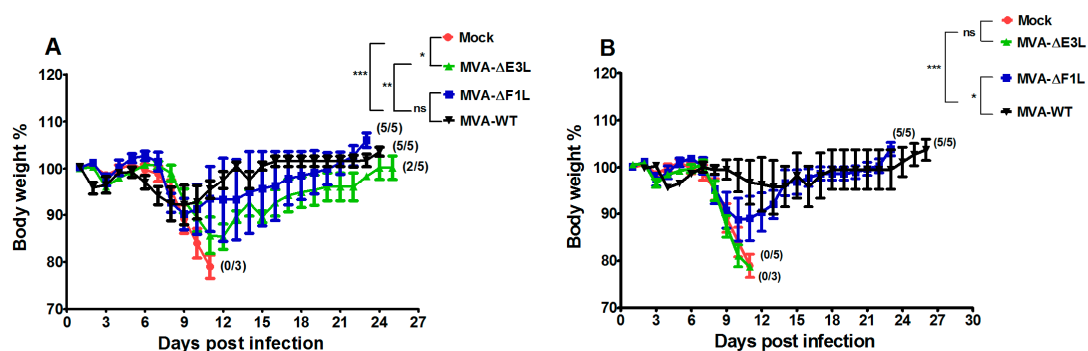 A
Mock
MVA-ΔE3L
MVA-ΔF1L
MVA-WT
*
**
***
ns
Body weight %
120
110
100
90
80
70
(5/5)
(5/5)
(2/5)
(0/3)
0 3 6 9 12 15 18 21 24 27
Days post infection
B
Mock
MVA-ΔE3L
MVA-ΔF1L
MVA-WT
ns
***
*
Body weight %
120
110
100
90
80
70
(5/5)
(5/5)
(0/5)
(0/3)
0 3 6 9 12 15 18 21 24 27 30
Days post infection